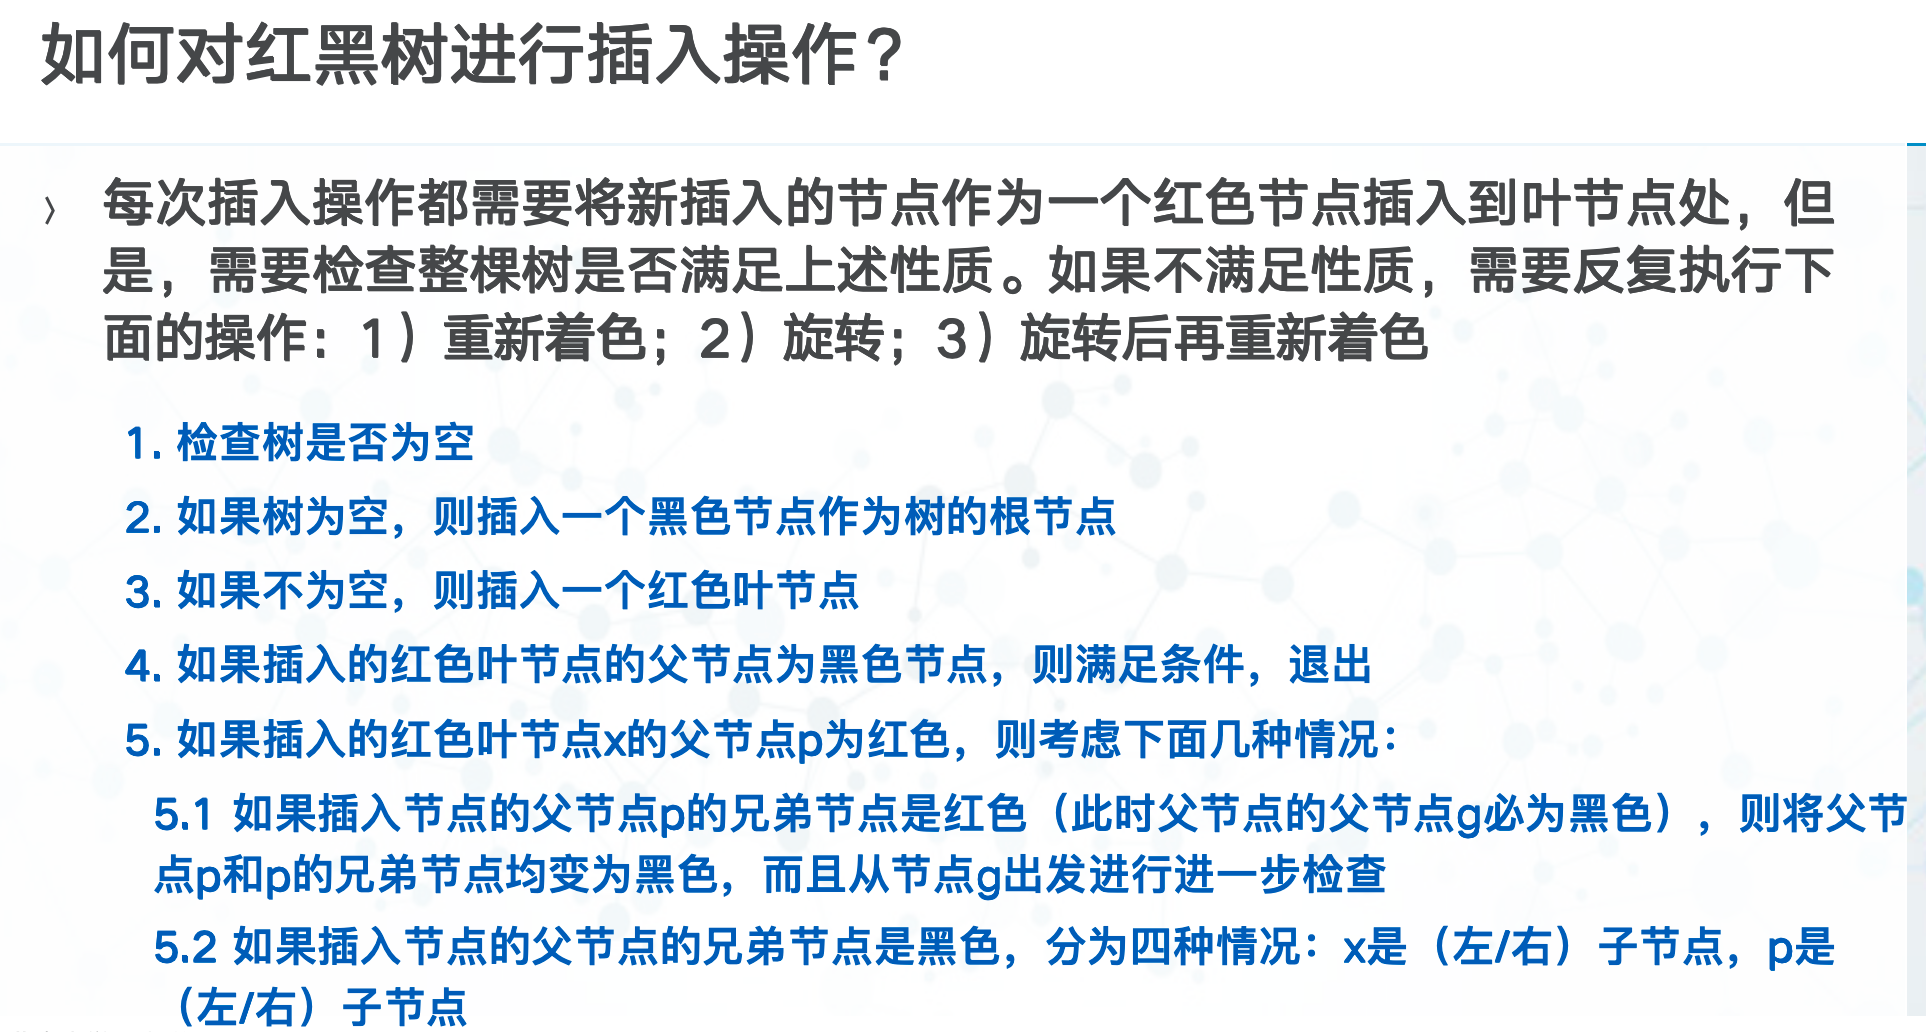 如何对红黑树进行插入操作？
每次插入操作都需要将新插入的节点作为一个红色节点插入到叶节点处，但
是，需要检查整棵树是否满足上述性质。如果不满足性质，需要反复执行下
面的操作：1）重新着色；2）旋转；3）旋转后再重新着色
1. 检查树是否为空
2. 如果树为空，则插入一个黑色节点作为树的根节点
3. 如果不为空，则插入一个红色叶节点
4. 如果插入的红色叶节点的父节点为黑色节点，则满足条件，退出
5. 如果插入的红色叶节点x的父节点p为红色，则考虑下面几种情况：
5.1 如果插入节点的父节点p的兄弟节点是红色（此时父节点的父节点g必为黑色），则将父节
点p和p的兄弟节点均变为黑色，而且从节点g出发进行进一步检查
5.2 如果插入节点的父节点的兄弟节点是黑色，分为四种情况：x是（左/右）子节点，p是
（左/右）子节点